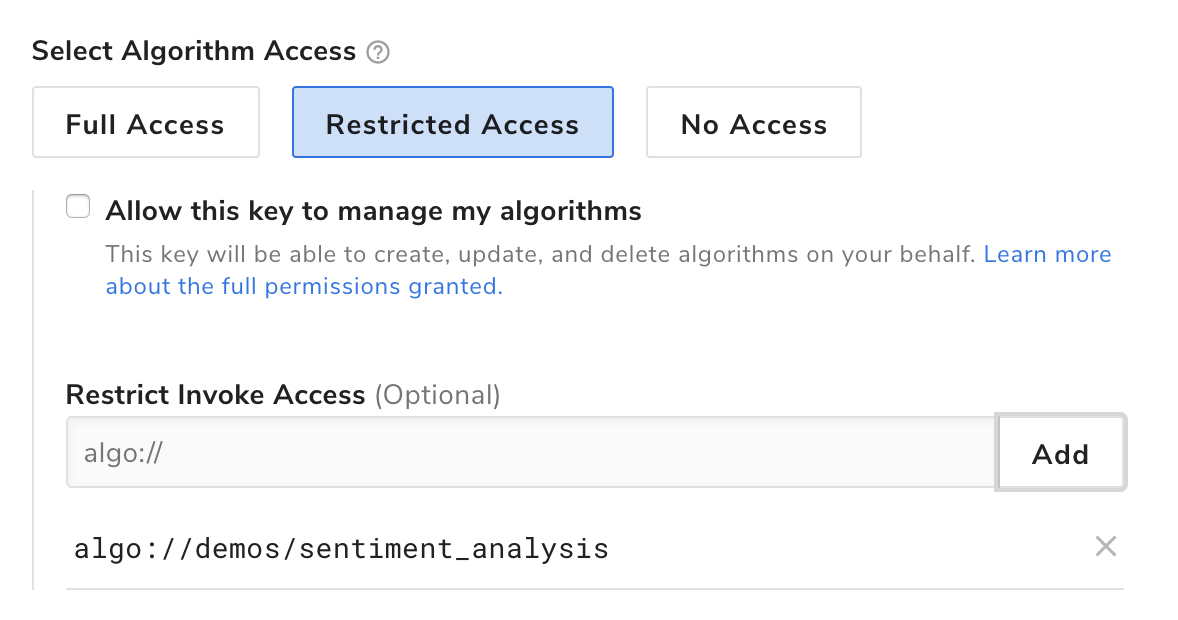 Select Algorithm Access ?
Full Access Restricted Access No Access
Allow this key to manage my algorithms
This key will be able to create, update, and delete algorithms on your behalf. Learn more
about the full permissions granted.
Restrict Invoke Access (Optional)
algo:// Add
algo://demos/sentiment_analysis